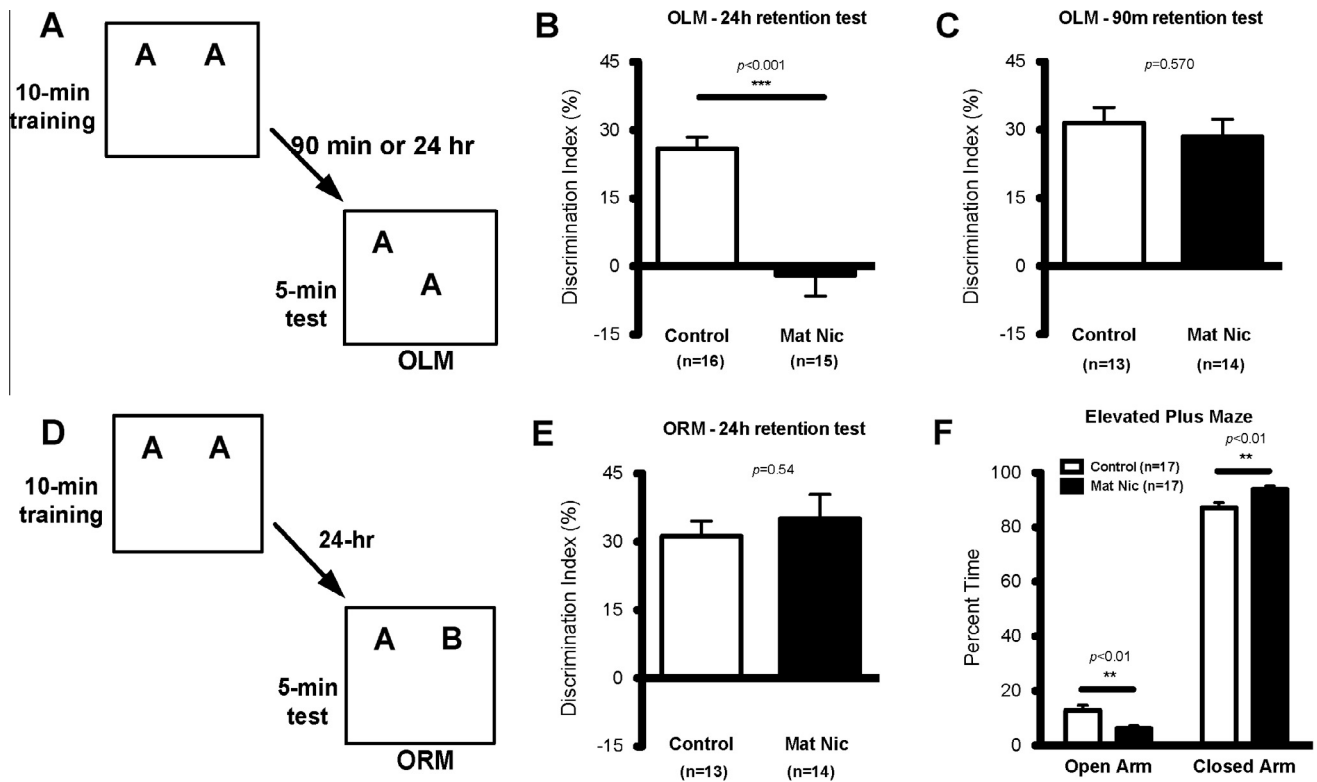 A
A A
10-min
training
90 min or 24 hr
A
A
5-min
test
OLM
B
OLM - 24h retention test
p<0.001
***
Discrimination Index (%)
45
30
15
0
-15
Control
Mat Nic
(n=16)
(n=15)
C
OLM - 90m retention test
p=0.570
Discrimination Index (%)
45
30
15
0
-15
Control
Mat Nic
(n=13)
(n=14)
D
A A
10-min
training
24-hr
A B
5-min
test
ORM
E
ORM - 24h retention test
p=0.54
Discrimination Index (%)
45
30
15
0
-15
Control
Mat Nic
(n=13)
(n=14)
F
Elevated Plus Maze
p<0.01
**
Control (n=17)
Mat Nic (n=17)
Percent Time
100
80
60
40
20
0
p<0.01
**
Open Arm
Closed Arm